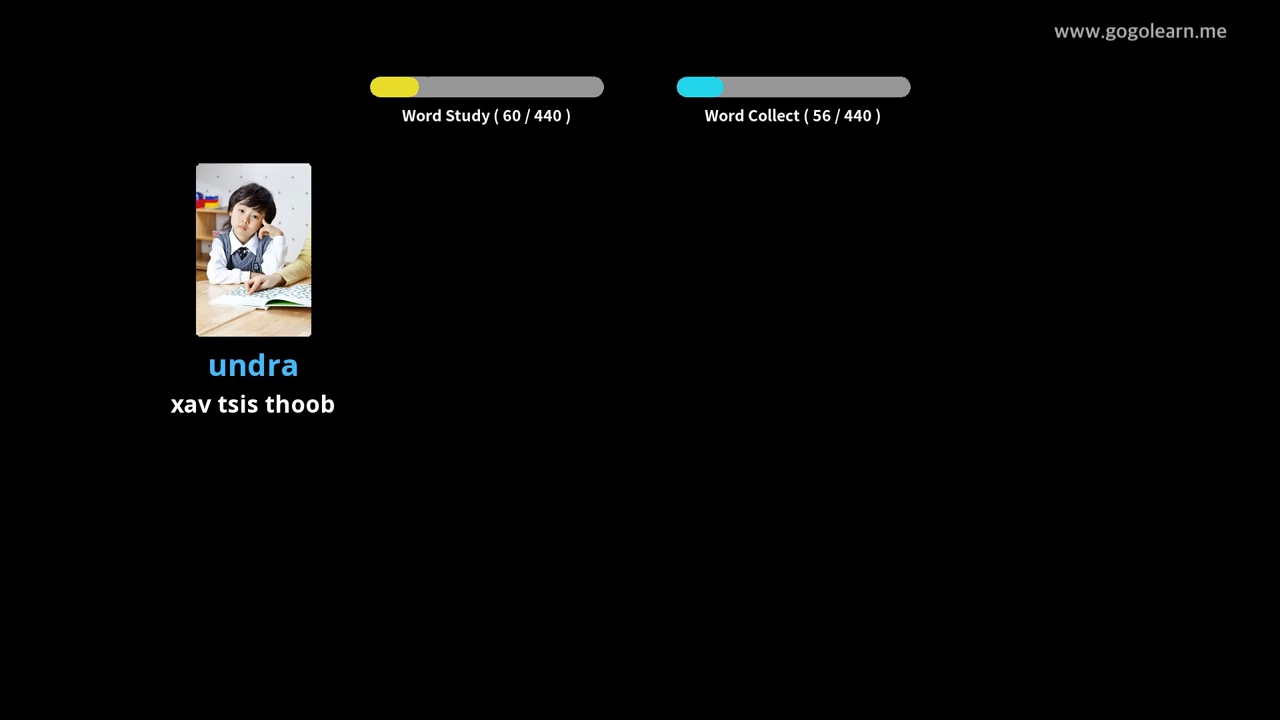 www.gogolearn.me
Word Study ( 60 / 440 )
Word Collect ( 56 / 440 )
undra
xav tsis thoob